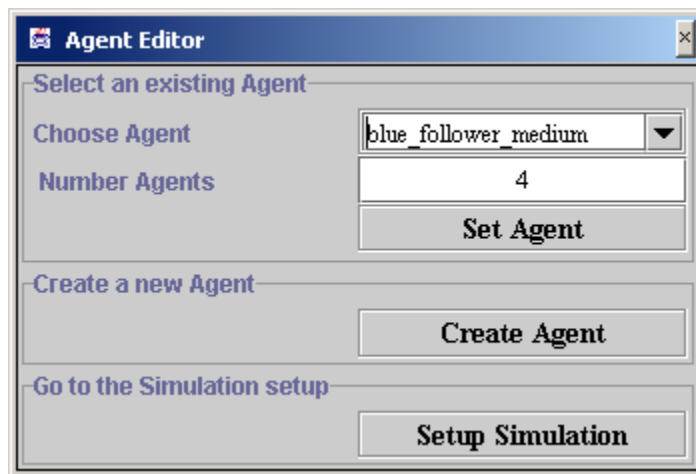 Agent Editor
Select an existing Agent
Choose Agent blue_follower_medium
Number Agents 4
Set Agent
Create a new Agent
Create Agent
Go to the Simulation setup
Setup Simulation